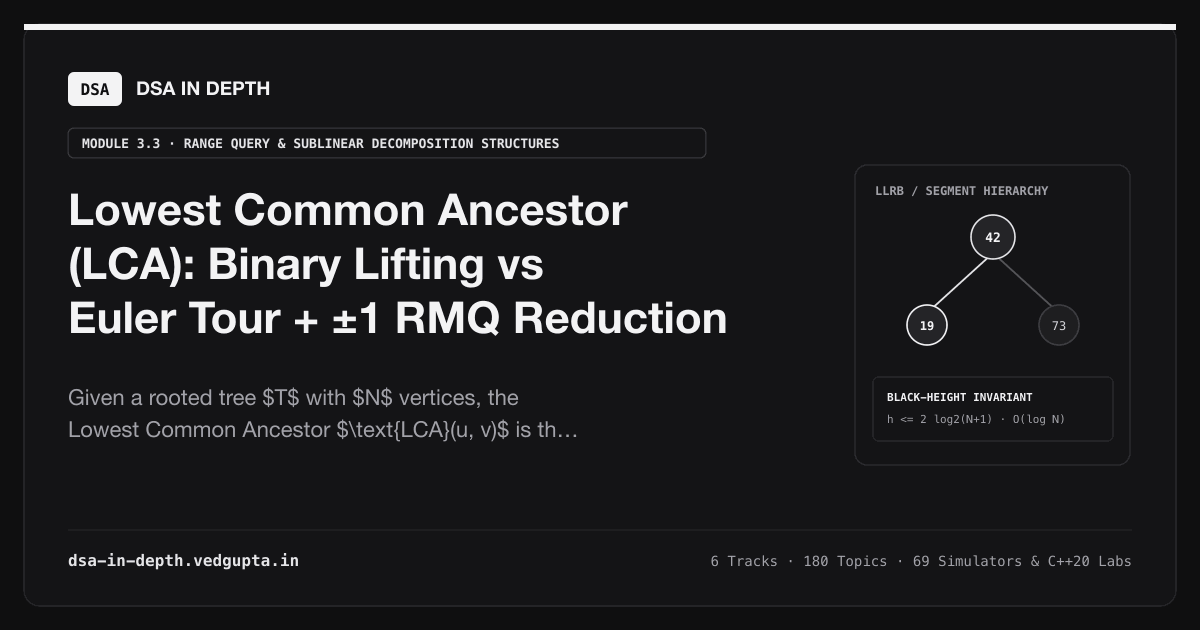 DSA
DSA IN DEPTH
MODULE 3.3 · RANGE QUERY & SUBLINEAR DECOMPOSITION STRUCTURES
Lowest Common Ancestor
(LCA): Binary Lifting vs
Euler Tour + ±1 RMQ Reduction
Given a rooted tree $T$ with $N$ vertices, the
Lowest Common Ancestor $\text{LCA}(u, v)$ is th…
LLRB / SEGMENT HIERARCHY
42
19
73
BLACK-HEIGHT INVARIANT
h <= 2 log2(N+1) · O(log N)
dsa-in-depth.vedgupta.in
6 Tracks · 180 Topics · 69 Simulators & C++20 Labs